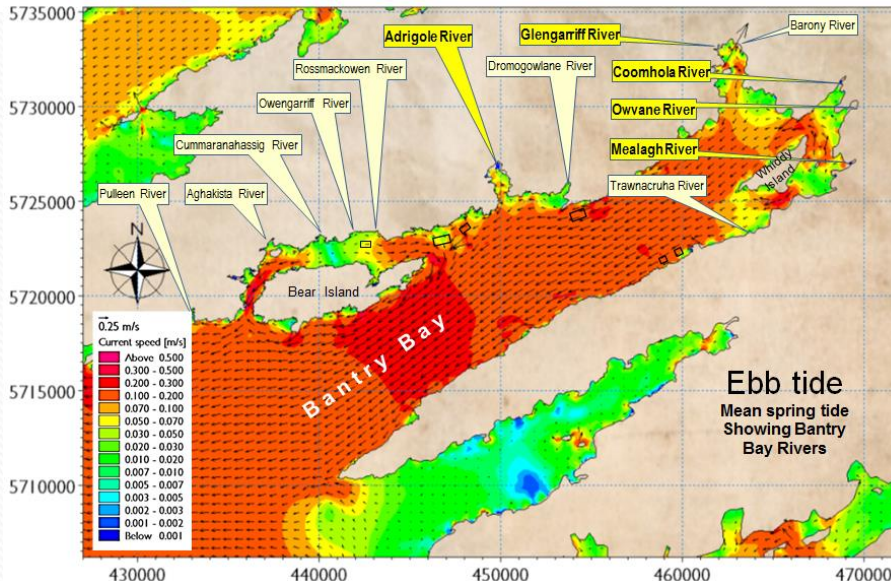 5735000
5730000
5725000
5720000
5715000
5710000
Adrigole River
Glengarriff River
Barony River
Rossmackowen River
Dromogowlane River
Coomhola River
Owengarriff River
Owvane River
Cummaranahassig River
Mealagh River
Pulleen River
Aghakista River
Trawnacruha River
Whiddy
Island
N
Bear Island
Bantry Bay
0.25 m/s
Current speed [m/s]
Above 0.500
0.300 - 0.500
0.200 - 0.300
0.100 - 0.200
0.070 - 0.100
0.050 - 0.070
0.030 - 0.050
0.020 - 0.030
0.010 - 0.020
0.007 - 0.010
0.005 - 0.007
0.003 - 0.005
0.002 - 0.003
0.001 - 0.002
Below 0.001
Ebb tide
Mean spring tide
Showing Bantry
Bay Rivers
430000
440000
450000
460000
470000